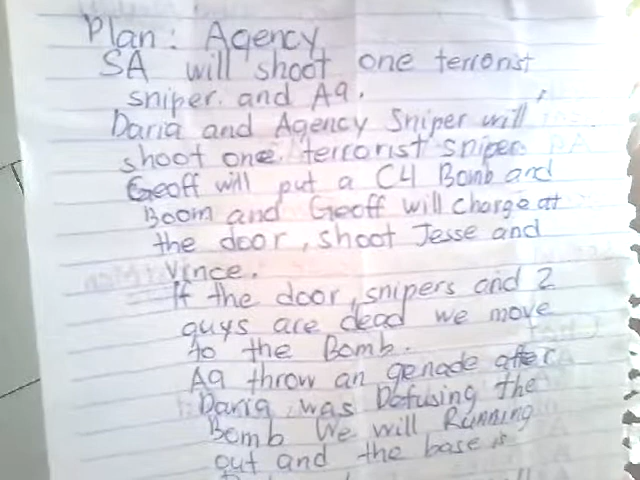 Plan: Agency
SA will shoot one terrorist
sniper. and A9.
Daria and Agency Sniper will
shoot one terrorist sniper.
Geoff will put a C4 Bomb and
Boom and Geoff will charge at
the door, shoot Jesse and
Vince.
If the door, snipers and 2
guys are dead we move
to the Bomb.
A9 throw an genade after
Daria was Defusing the
Bomb We will Running
out and the base is